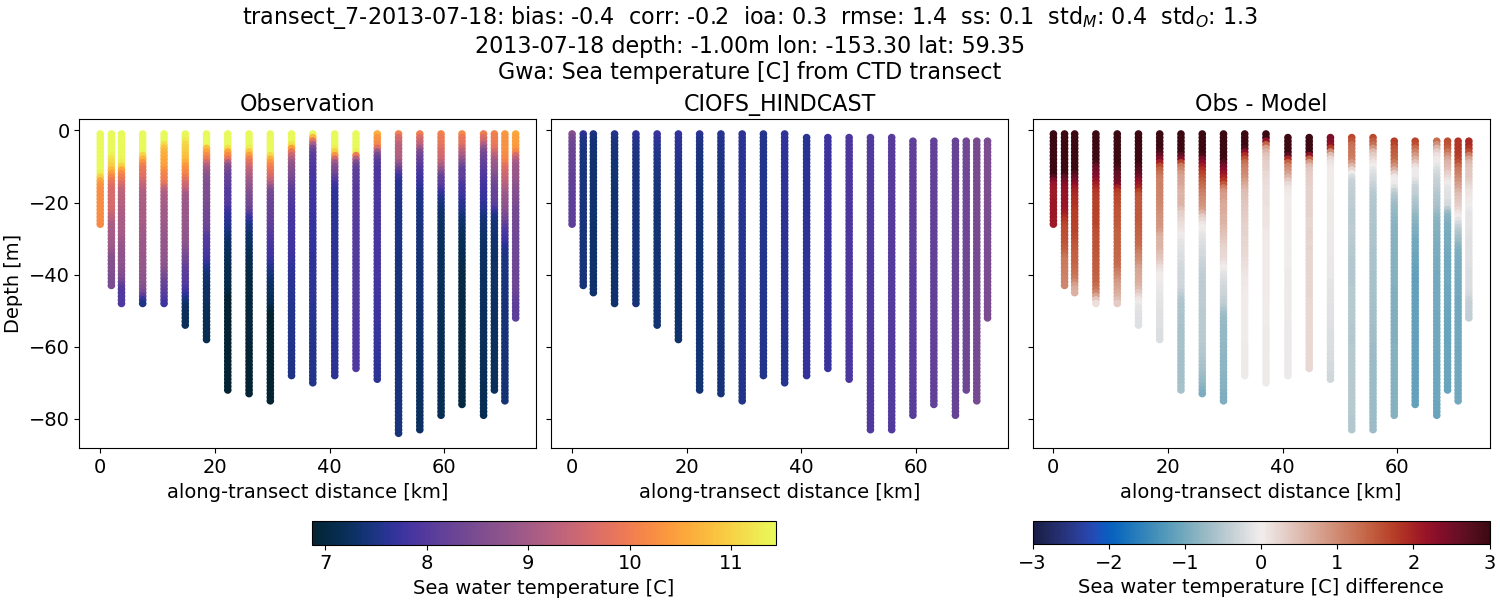 transect_7-2013-07-18: bias: -0.4 corr: -0.2 ioa: 0.3 rmse: 1.4 ss: 0.1 std_M: 0.4 std_O: 1.3
2013-07-18 depth: -1.00m lon: -153.30 lat: 59.35
Gwa: Sea temperature [C] from CTD transect
Observation
CIOFS_HINDCAST
Obs - Model
Depth [m]
0
−20
−40
−60
−80
0 20 40 60
0 20 40 60
0 20 40 60
along-transect distance [km]
along-transect distance [km]
along-transect distance [km]
7 8 9 10 11
Sea water temperature [C]
−3 −2 −1 0 1 2 3
Sea water temperature [C] difference